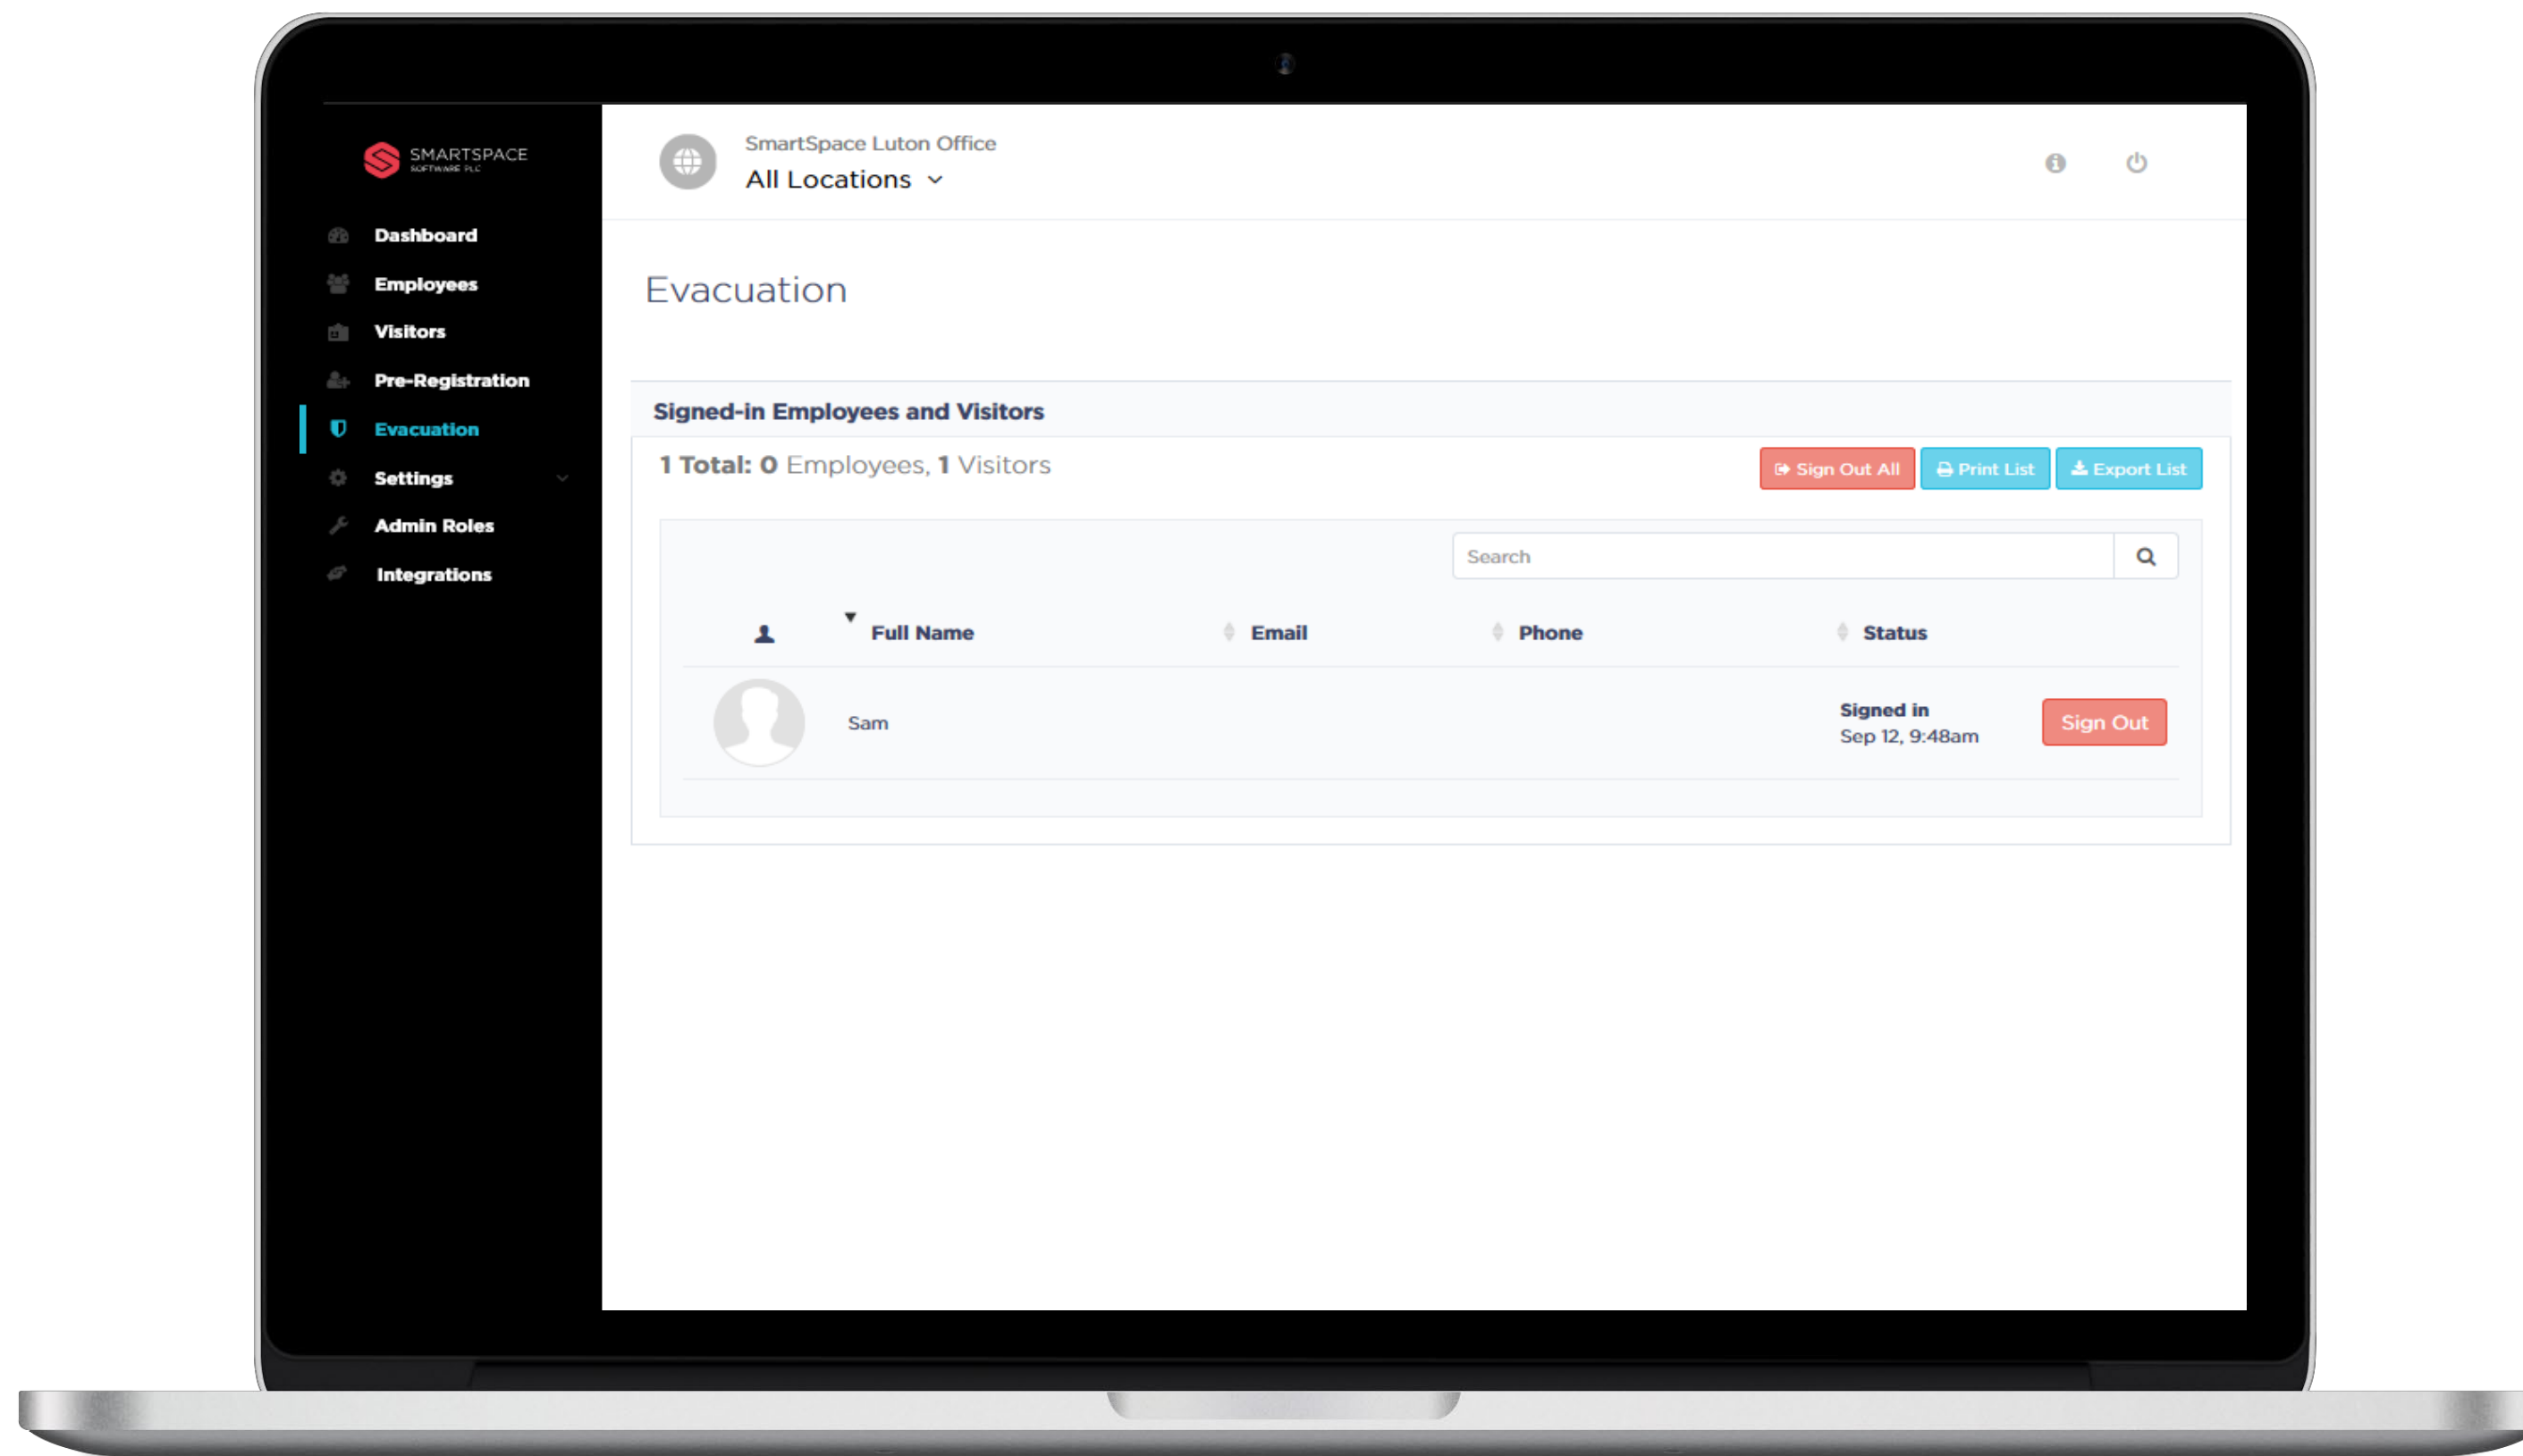 SMARTSPACE
SOFTWARE PLC
Dashboard
Employees
Visitors
Pre-Registration
Evacuation
Settings
Admin Roles
Integrations
SmartSpace Luton Office
All Locations
Evacuation
Signed-in Employees and Visitors
1 Total: 0 Employees, 1 Visitors
Sign Out All
Print List
Export List
Search
Full Name Email Phone Status
Sam
Signed in
Sep 12, 9:48am
Sign Out